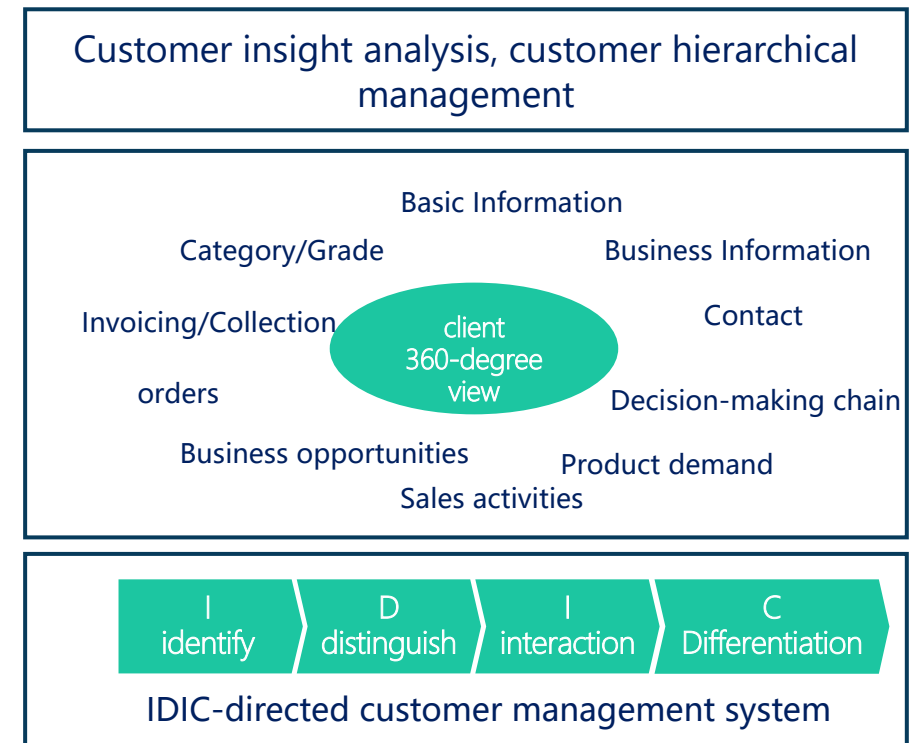 Customer insight analysis, customer hierarchical
management
Basic Information
Category/Grade
Business Information
Invoicing/Collection
Contact
client
360-degree
view
orders
Decision-making chain
Business opportunities
Product demand
Sales activities
I
identify
D
distinguish
I
interaction
C
Differentiation
IDIC-directed customer management system